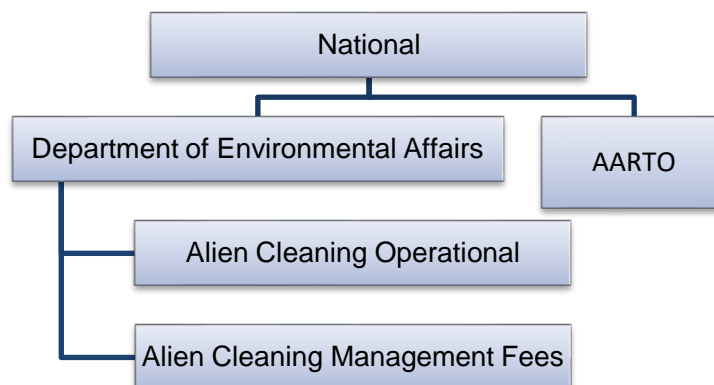 National
Department of Environmental Affairs
AARTO
Alien Cleaning Operational
Alien Cleaning Management Fees